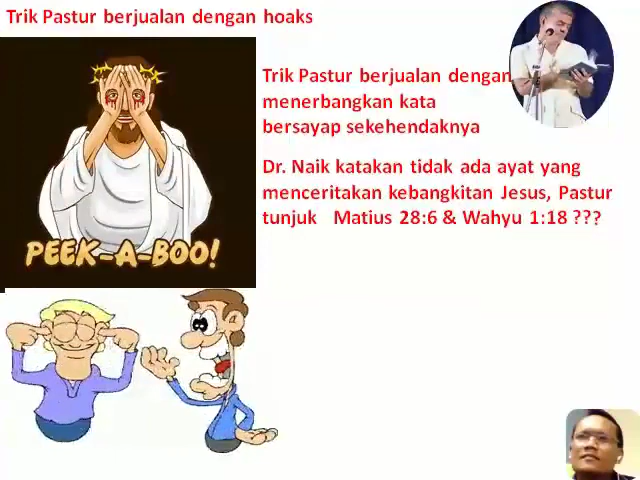 Trik Pastur berjualan dengan hoaks
Trik Pastur berjualan dengan
menerbangkan kata
bersayap sekehendaknya
Dr. Naik katakan tidak ada ayat yang
menceritakan kebangkitan Jesus, Pastur
tunjuk Matius 28:6 & Wahyu 1:18 ???
PEEK-A-BOO!